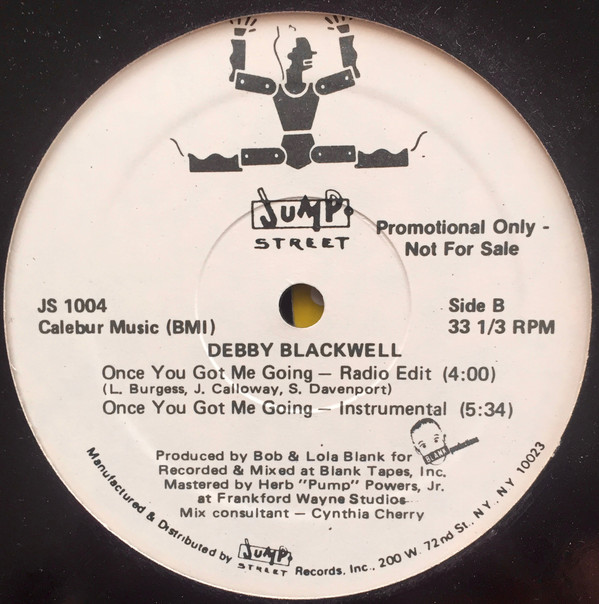 JUMP
STREET
Promotional Only -
Not For Sale
JS 1004
Calebur Music (BMI)
Side B
33 1/3 RPM
DEBBY BLACKWELL
Once You Got Me Going — Radio Edit (4:00)
(L. Burgess, J. Calloway, S. Davenport)
Once You Got Me Going — Instrumental (5:34)
Produced by Bob & Lola Blank for
BLANK productions
Recorded & Mixed at Blank Tapes, Inc.
Mastered by Herb "Pump" Powers, Jr.
at Frankford Wayne Studios
Mix consultant — Cynthia Cherry
Manufactured & Distributed by JUMP STREET Records, Inc., 200 W. 72nd St., NY, NY 10023